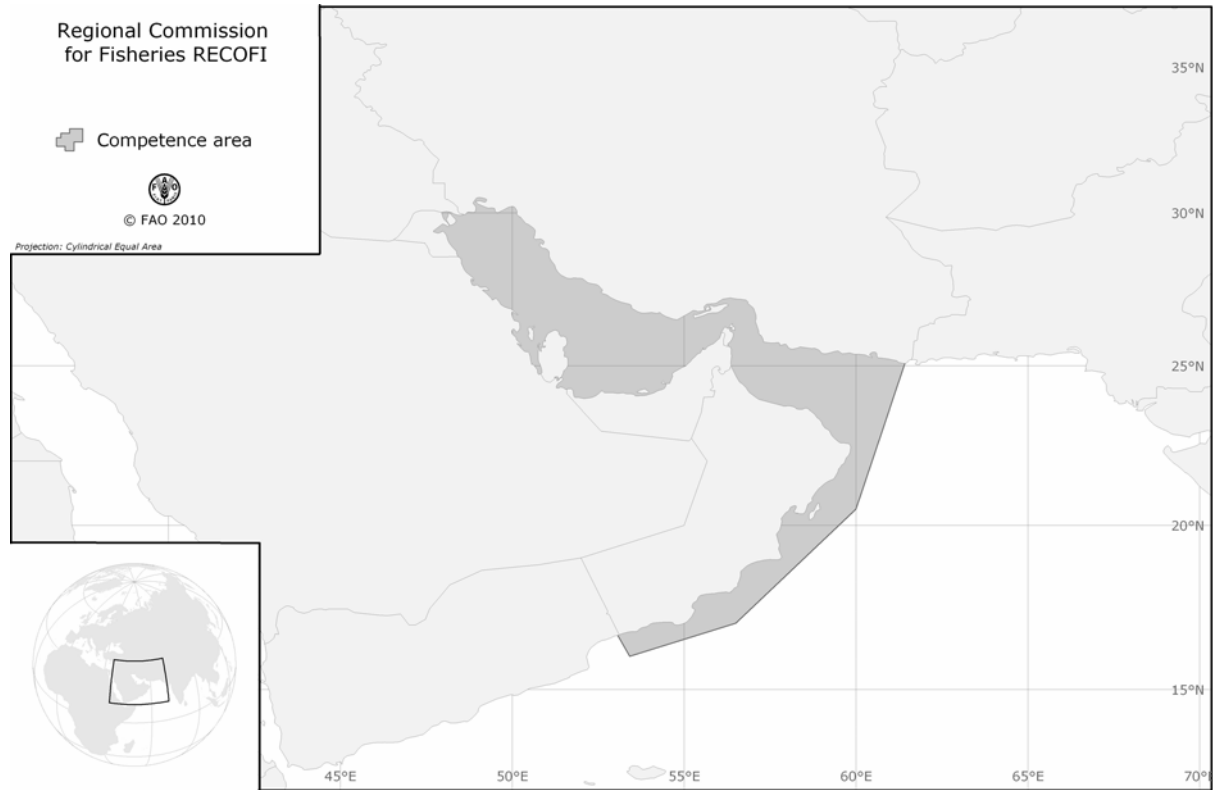 Regional Commission
for Fisheries RECOFI
Competence area
F A O
© FAO 2010
Projection: Cylindrical Equal Area
35°N
30°N
25°N
20°N
15°N
45°E
50°E
55°E
60°E
65°E
70°